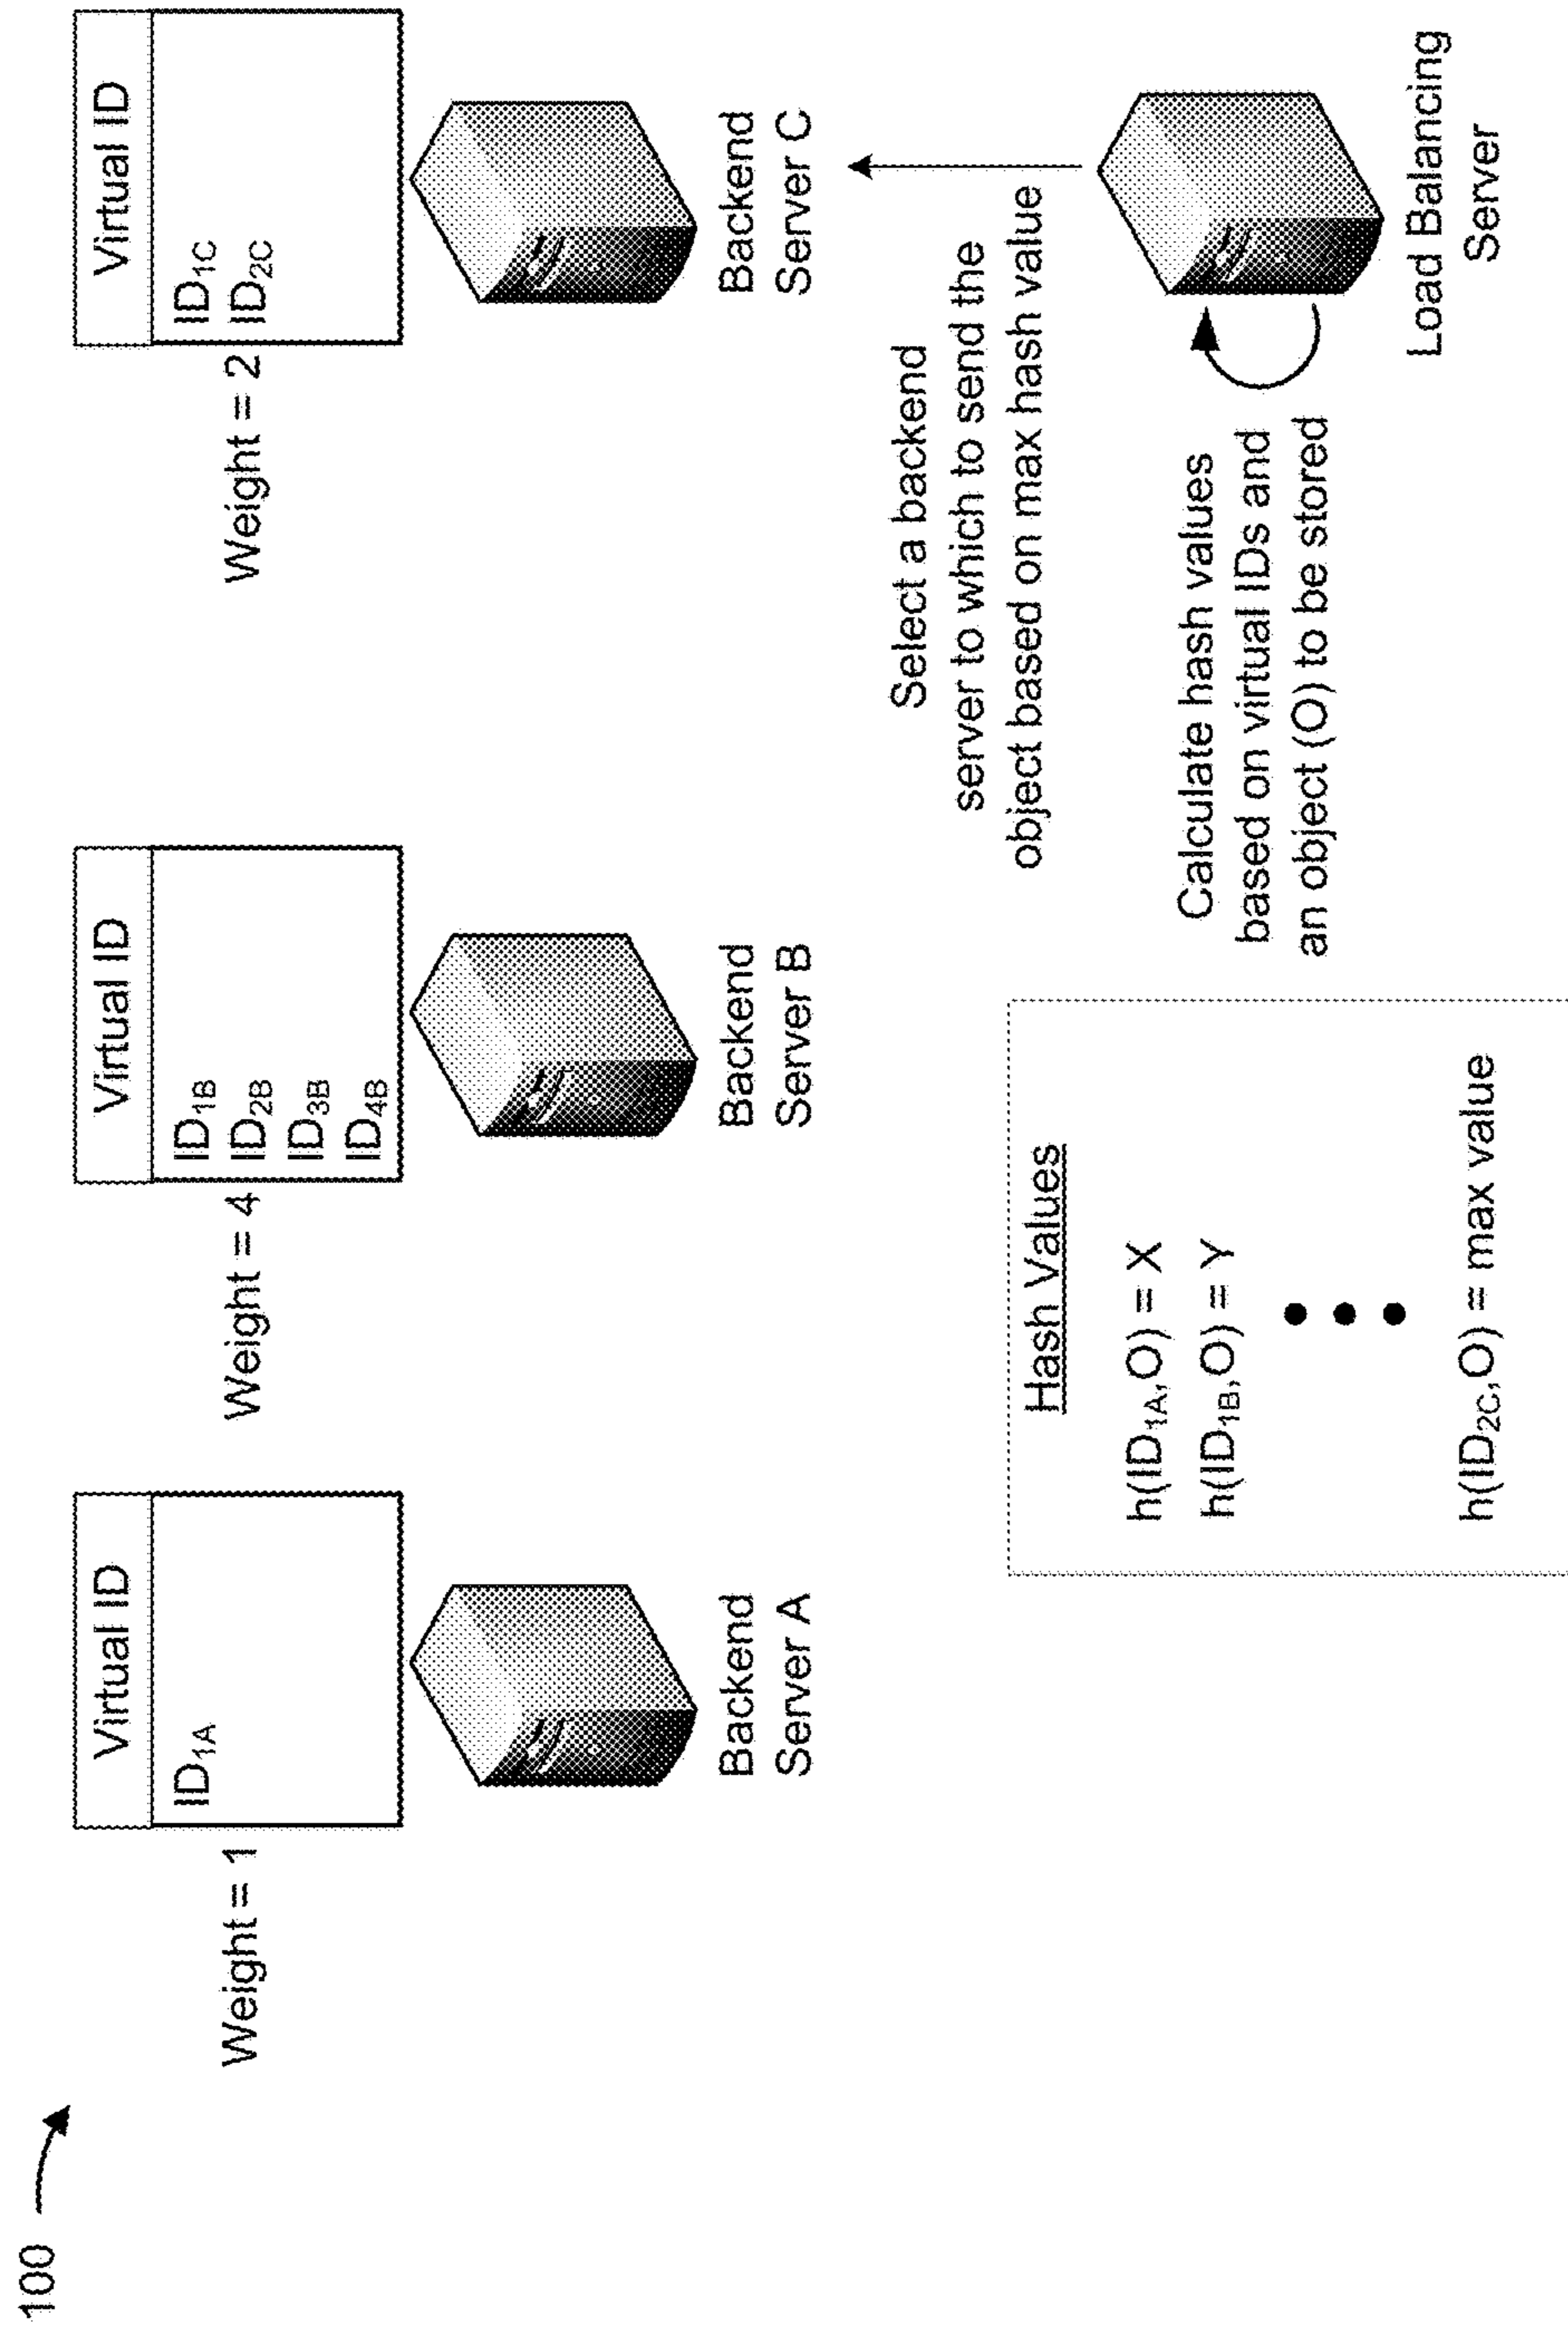 100
Weight = 1
Virtual ID
ID1A
Backend
Server A
Weight = 4
Virtual ID
ID1B
ID2B
ID3B
ID4B
Backend
Server B
Weight = 2
Virtual ID
ID1C
ID2C
Backend
Server C
Hash Values
h(ID1A,O) = X
h(ID1B,O) = Y
h(ID2C,O) = max value
Select a backend
server to which to send the
object based on max hash value
Calculate hash values
based on virtual IDs and
an object (O) to be stored
Load Balancing
Server